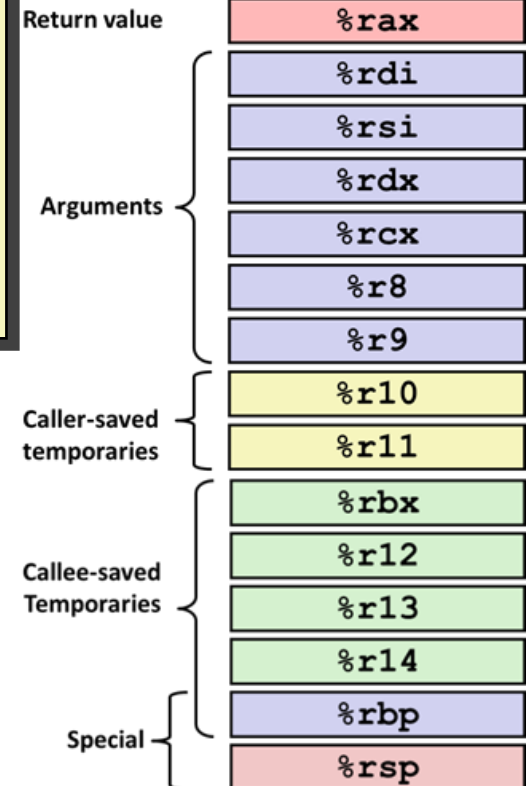 Return value
%rax
Arguments
%rdi
%rsi
%rdx
%rcx
%r8
%r9
Caller-saved
temporaries
%r10
%r11
Callee-saved
Temporaries
%rbx
%r12
%r13
%r14
Special
%rbp
%rsp